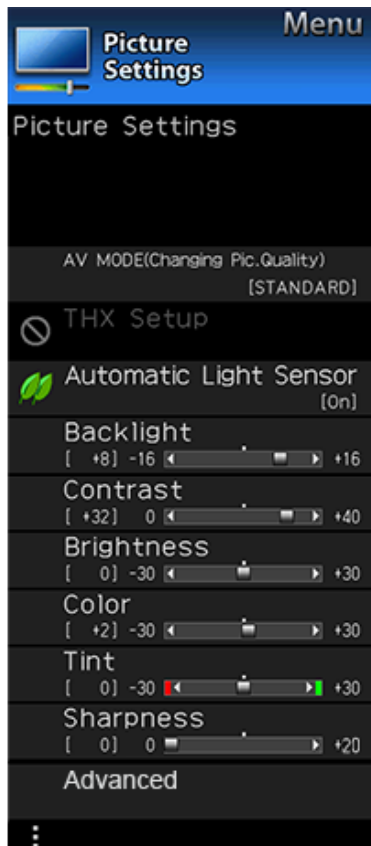 Menu
Picture
Settings
Picture Settings
AV MODE(Changing Pic.Quality)
[STANDARD]
THX Setup
Automatic Light Sensor
[On]
Backlight
[ +8] -16 +16
Contrast
[ +32] 0 +40
Brightness
[ 0] -30 +30
Color
[ +2] -30 +30
Tint
[ 0] -30 +30
Sharpness
[ 0] 0 +20
Advanced